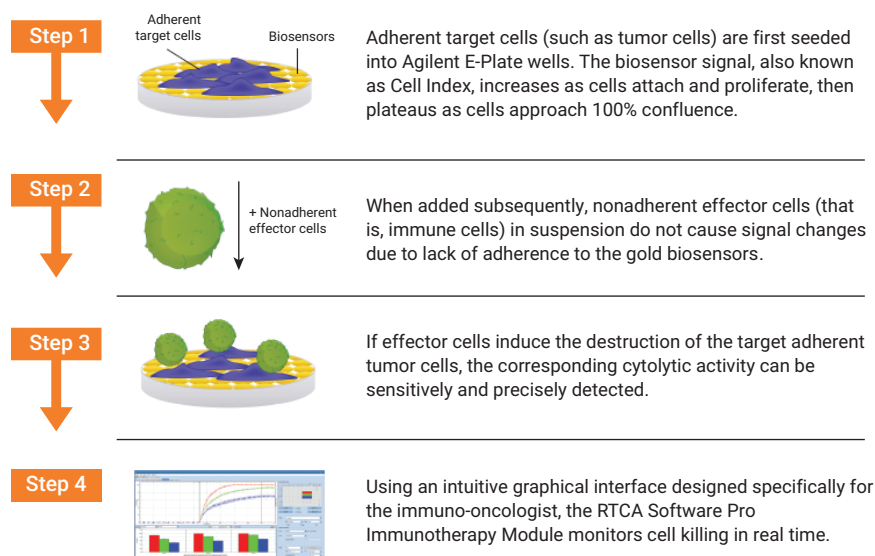 Step 1
Adherent
target cells
Biosensors
Adherent target cells (such as tumor cells) are first seeded
into Agilent E-Plate wells. The biosensor signal, also known
as Cell Index, increases as cells attach and proliferate, then
plateaus as cells approach 100% confluence.
Step 2
+ Nonadherent
effector cells
When added subsequently, nonadherent effector cells (that
is, immune cells) in suspension do not cause signal changes
due to lack of adherence to the gold biosensors.
Step 3
If effector cells induce the destruction of the target adherent
tumor cells, the corresponding cytolytic activity can be
sensitively and precisely detected.
Step 4
Using an intuitive graphical interface designed specifically for
the immuno-oncologist, the RTCA Software Pro
Immunotherapy Module monitors cell killing in real time.